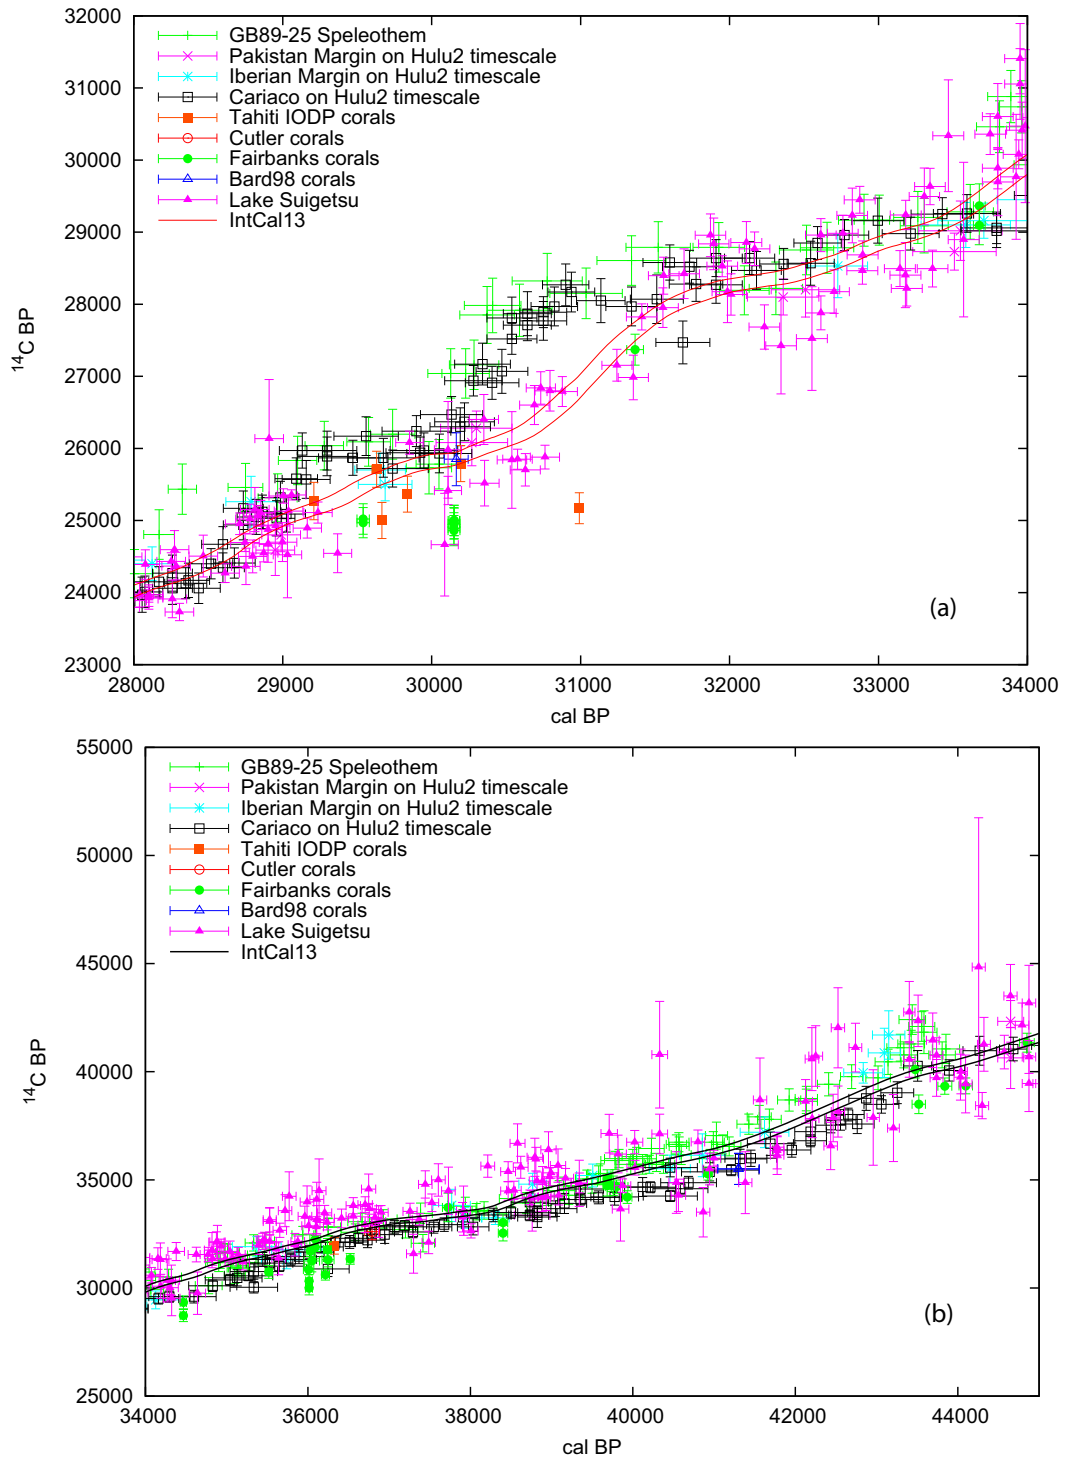 32000
31000
30000
29000
28000
27000
26000
25000
24000
23000
14C BP
GB89-25 Speleothem
Pakistan Margin on Hulu2 timescale
Iberian Margin on Hulu2 timescale
Cariaco on Hulu2 timescale
Tahiti IODP corals
Cutler corals
Fairbanks corals
Bard98 corals
Lake Suigetsu
IntCal13
(a)
28000 29000 30000 31000 32000 33000 34000
cal BP
55000
50000
45000
40000
35000
30000
25000
14C BP
GB89-25 Speleothem
Pakistan Margin on Hulu2 timescale
Iberian Margin on Hulu2 timescale
Cariaco on Hulu2 timescale
Tahiti IODP corals
Cutler corals
Fairbanks corals
Bard98 corals
Lake Suigetsu
IntCal13
(b)
34000 36000 38000 40000 42000 44000
cal BP